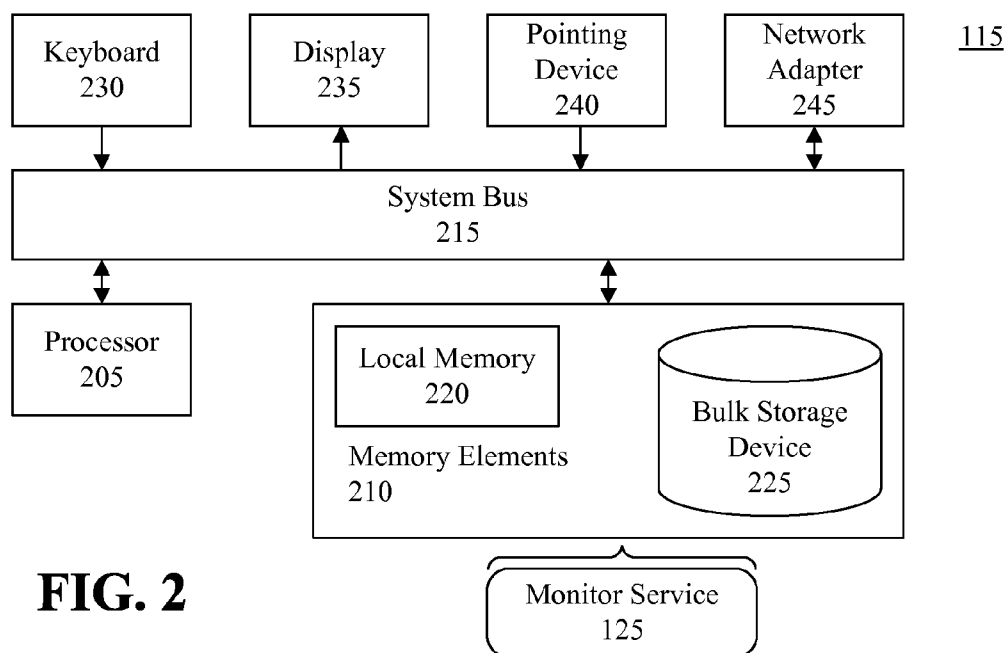 Keyboard
230
Display
235
Pointing
Device
240
Network
Adapter
245
115
System Bus
215
Processor
205
Local Memory
220
Memory Elements
210
Bulk Storage
Device
225
FIG. 2
Monitor Service
125